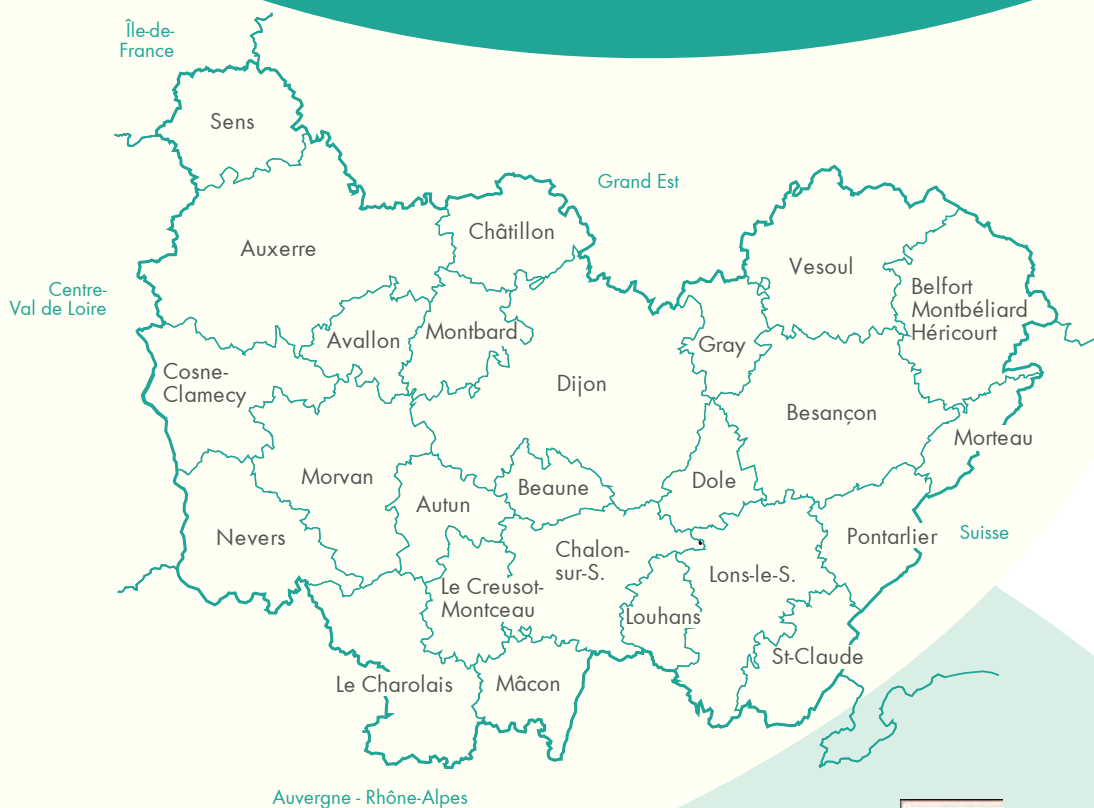 Île-de-
France
Sens
Grand Est
Châtillon
Auxerre
Vesoul
Centre-
Val de Loire
Belfort
Montbéliard
Héricourt
Avallon
Montbard
Gray
Cosne-
Clamecy
Dijon
Besançon
Morteau
Morvan
Autun
Beaune
Dole
Nevers
Chalon-
sur-S.
Pontarlier
Suisse
Lons-le-S.
Le Creusot-
Montceau
Louhans
St-Claude
Le Charolais
Mâcon
Auvergne - Rhône-Alpes